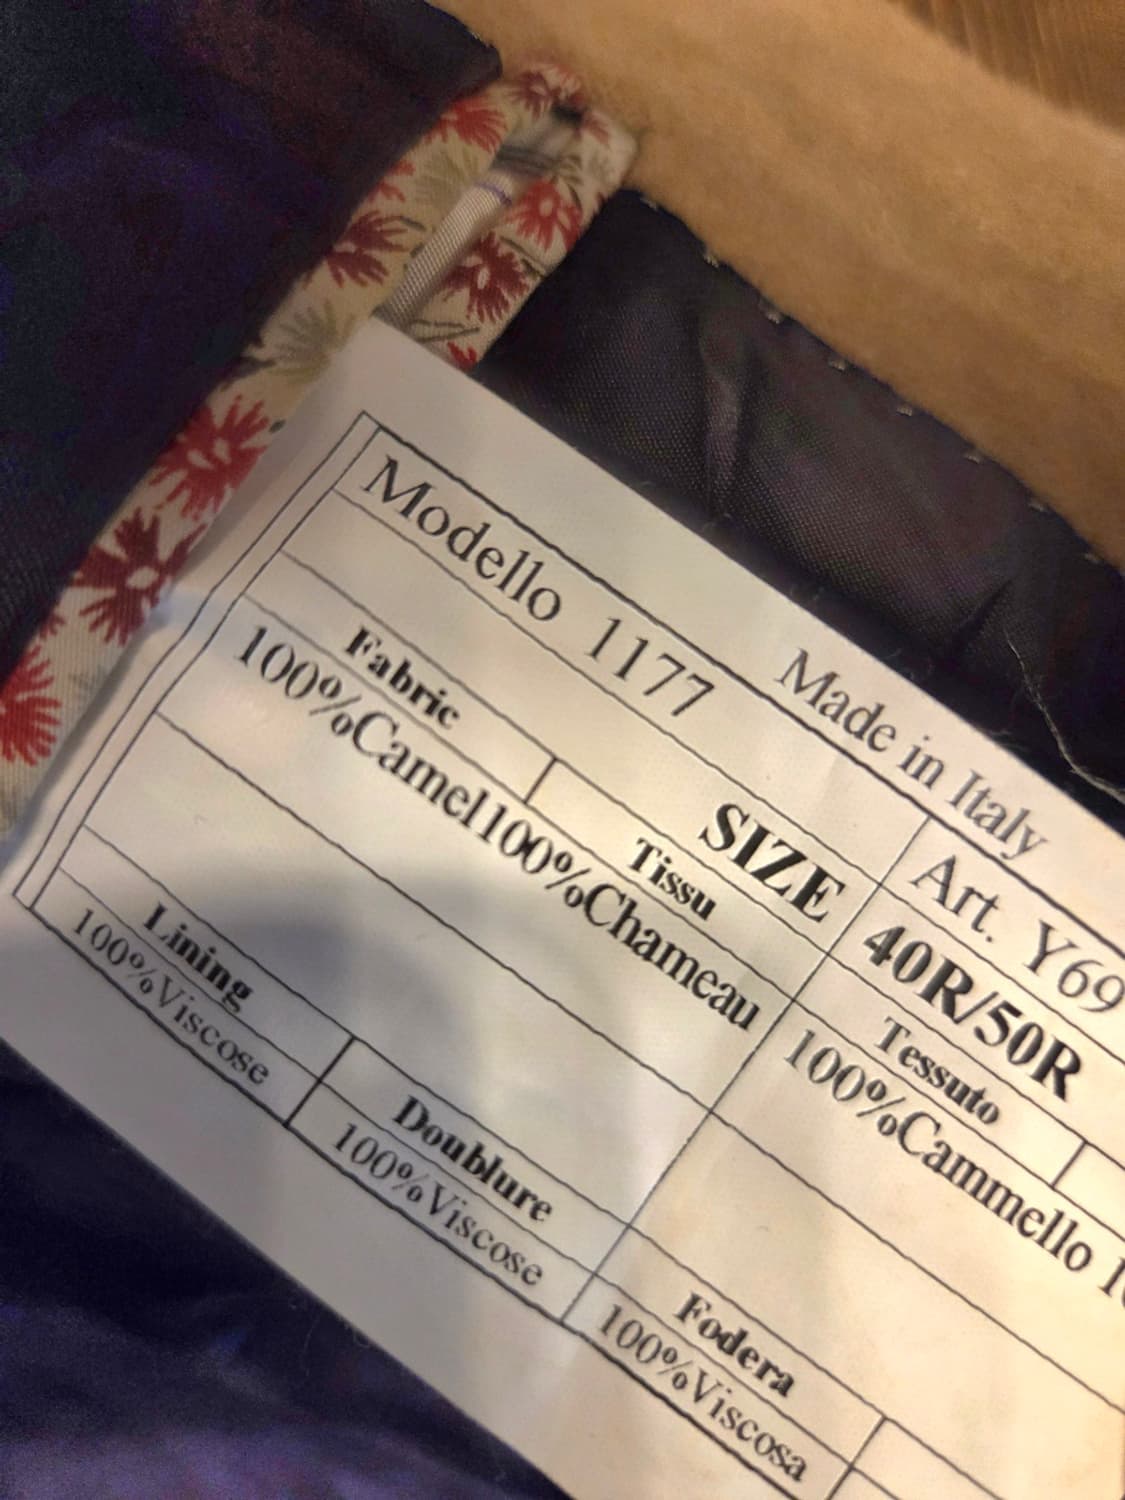 Made in Italy
Modello 1177 Art. Y69
SIZE 40R/50R
Fabric Tissu Tessuto
100%Camel 100%Chameau 100%Cammello
Lining Doublure Fodera
100%Viscose 100%Viscose 100%Viscosa